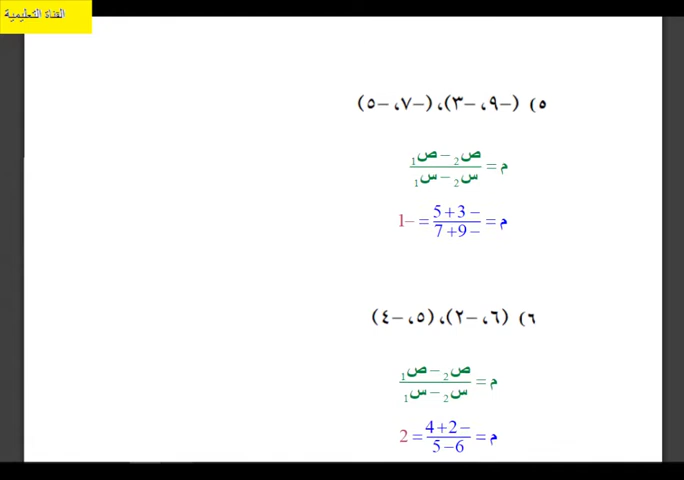 القناة التعليمية
٥) (−٩، −٣)، (−٧، −٥)
م = (ص2 − ص1) / (س2 − س1)
م = (−3+5) / (−9+7) = −1
٦) (٦، −٢)، (٥، −٤)
م = (ص2 − ص1) / (س2 − س1)
م = (−2+4) / (6−5) = 2